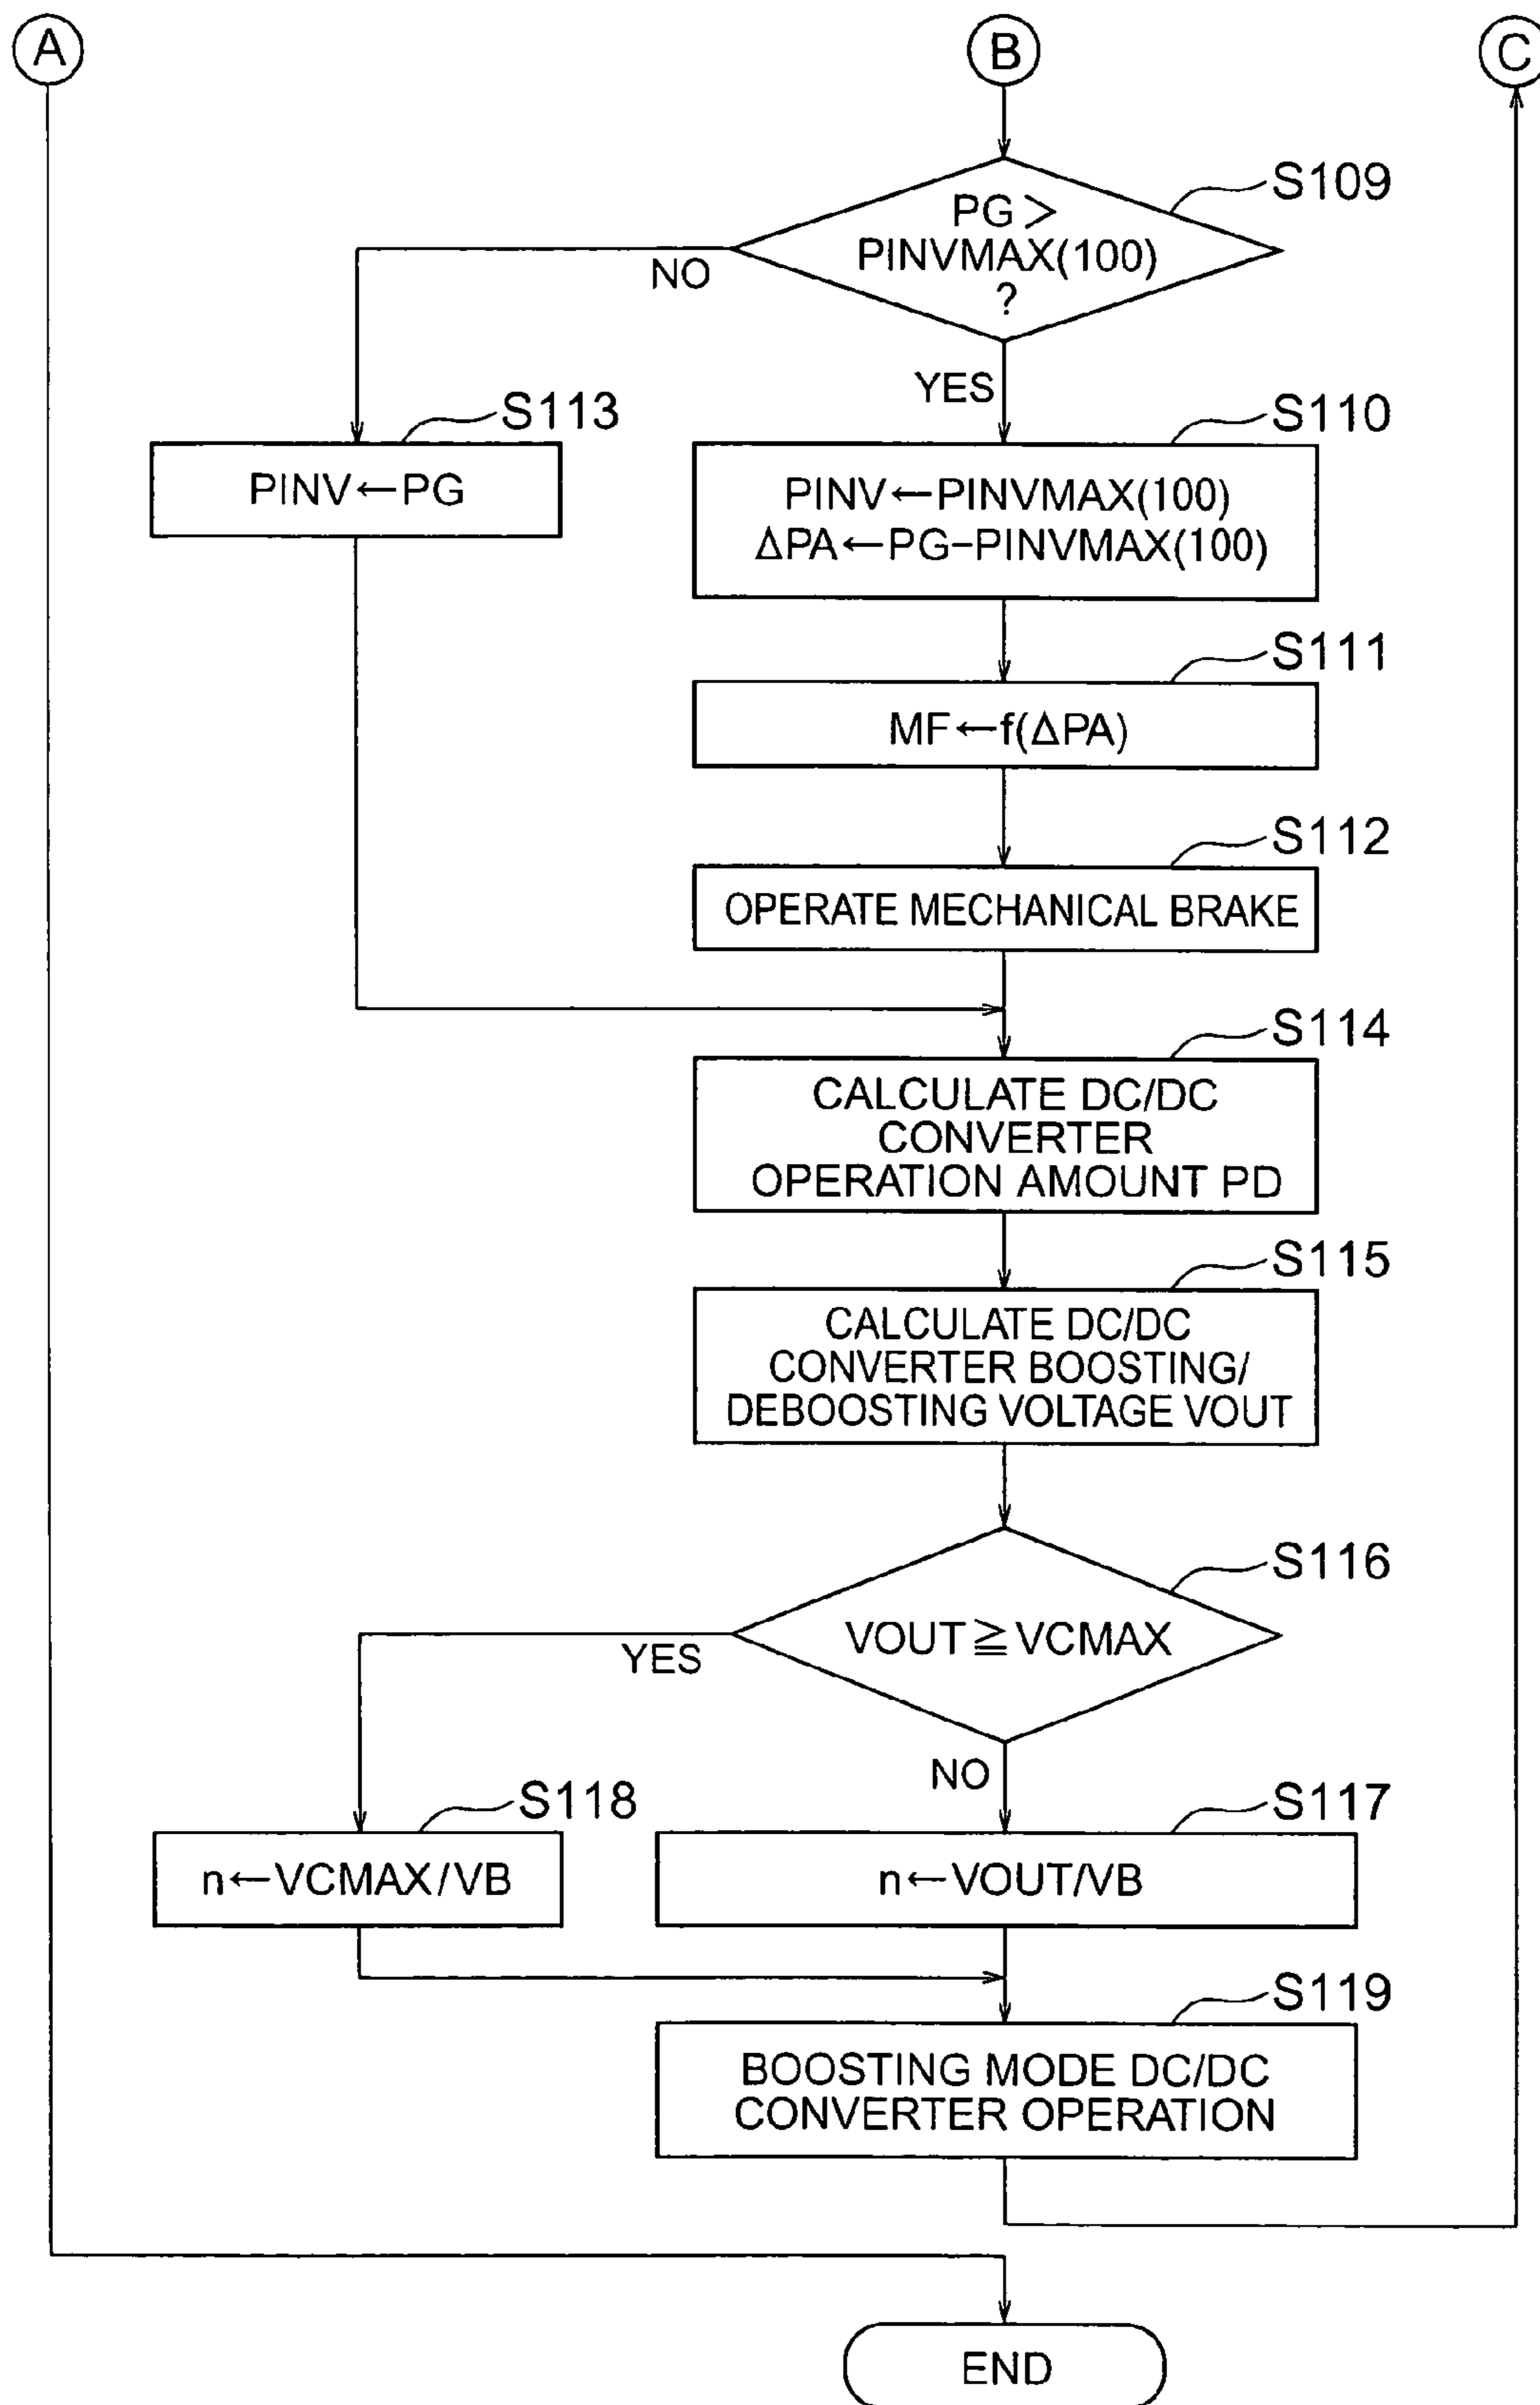 A
B
C
S109
PG>
PINVMAX(100)
?
NO
YES
S113
PINV←PG
S110
PINV←PINVMAX(100)
ΔPA←PG-PINVMAX(100)
S111
MF←f(ΔPA)
S112
OPERATE MECHANICAL BRAKE
S114
CALCULATE DC/DC
CONVERTER
OPERATION AMOUNT PD
S115
CALCULATE DC/DC
CONVERTER BOOSTING/
DEBOOSTING VOLTAGE VOUT
S116
VOUT≧VCMAX
YES
NO
S118
n←VCMAX/VB
S117
n←VOUT/VB
S119
BOOSTING MODE DC/DC
CONVERTER OPERATION
END